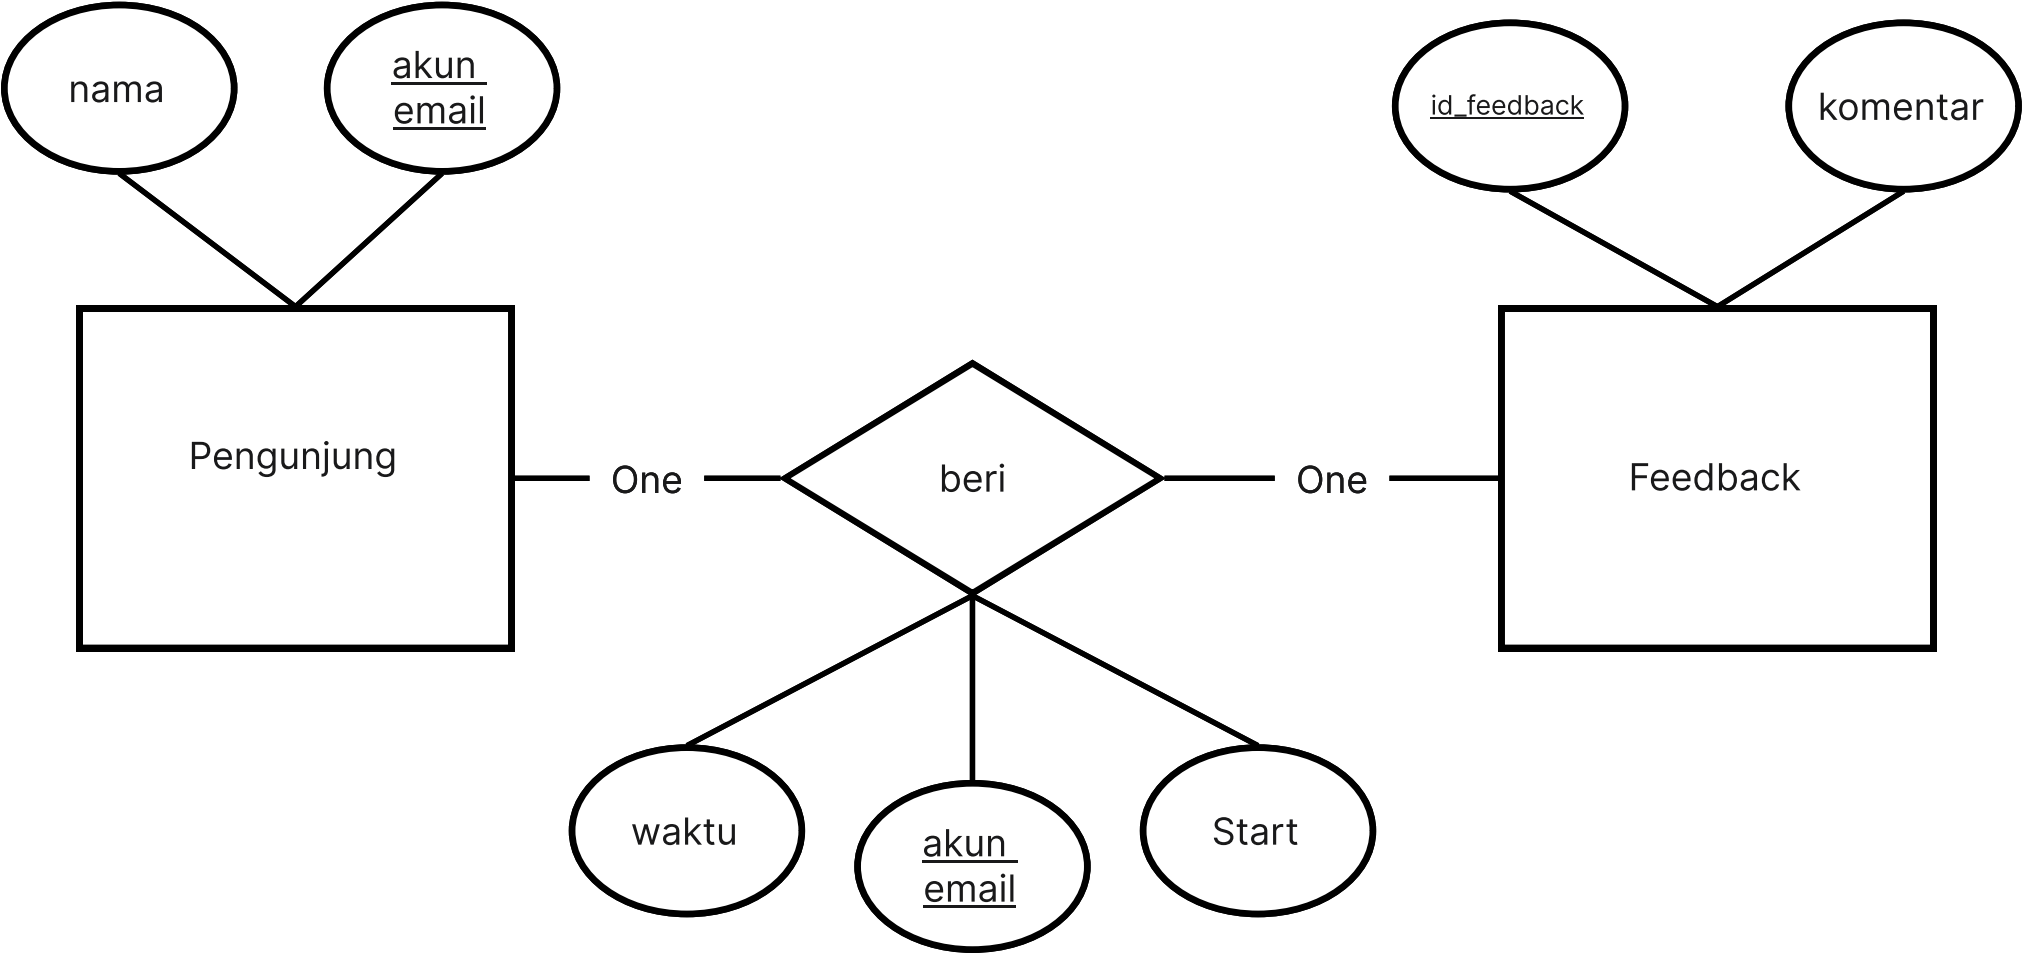 nama
akun
email
id_feedback
komentar
Pengunjung
One
beri
One
Feedback
waktu
akun
email
Start